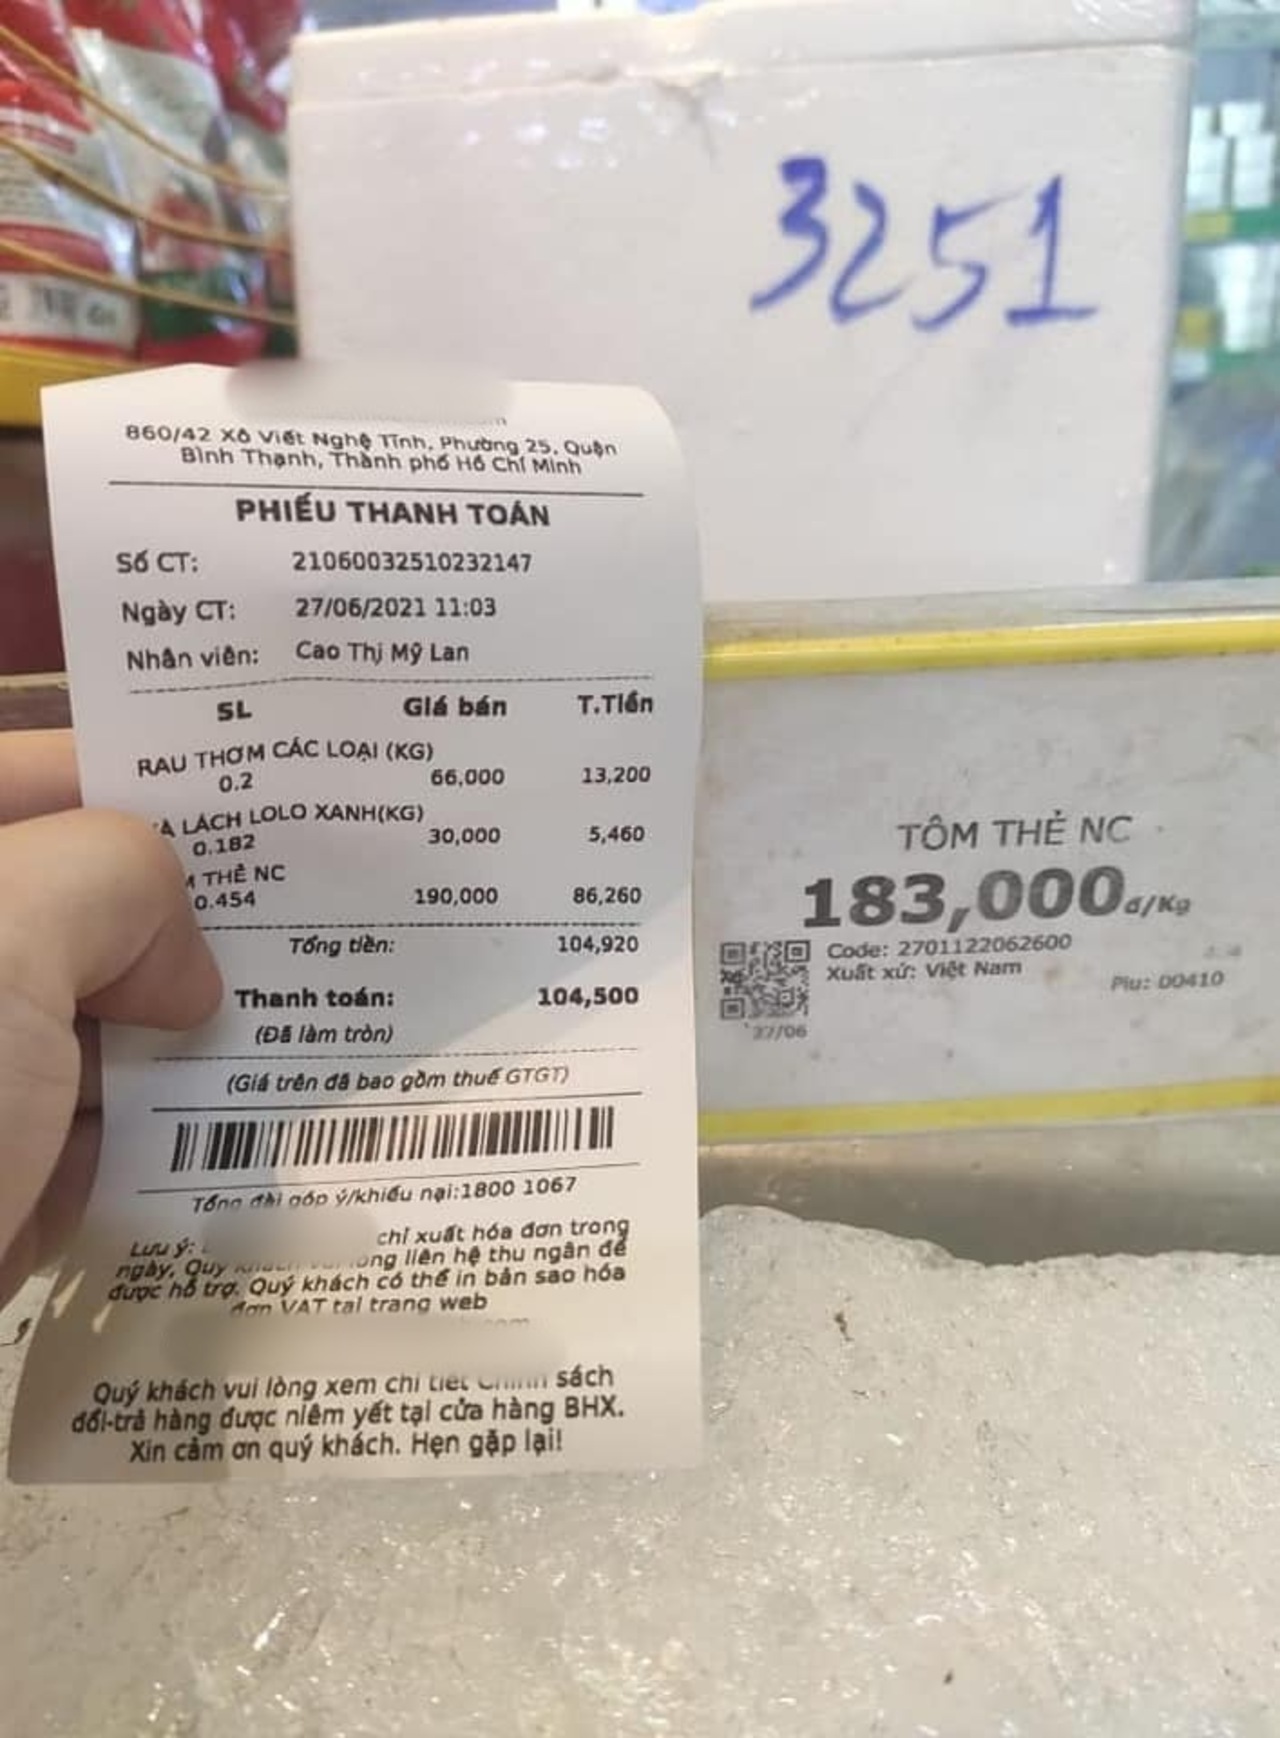 3251
860/42 Xô Viết Nghệ Tĩnh, Phường 25, Quận
Bình Thạnh, Thành phố Hồ Chí Minh
PHIẾU THANH TOÁN
Số CT: 21060032510232147
Ngày CT: 27/06/2021 11:03
Nhân viên: Cao Thị Mỹ Lan
SL Giá bán T.Tiền
RAU THƠM CÁC LOẠI (KG)
0.2 66,000 13,200
LÁCH LOLO XANH(KG)
0.182 30,000 5,460
THẺ NC
0.454 190,000 86,260
Tổng tiền: 104,920
Thanh toán: 104,500
(Đã làm tròn)
(Giá trên đã bao gồm thuế GTGT)
Tổng đài góp ý/khiếu nại:1800 1067
Lưu ý: chỉ xuất hóa đơn trong
ngày, Quý liên hệ thu ngân để
được hỗ trợ. Quý khách có thể in bản sao hóa
đơn VAT tại trang web
Quý khách vui lòng xem chi tiết Chính sách
đổi-trả hàng được niêm yết tại cửa hàng BHX.
Xin cảm ơn quý khách. Hẹn gặp lại!
TÔM THẺ NC
183,000đ/Kg
Code: 2701122062600
Xuất xứ: Việt Nam
Plu: 00410
27/06